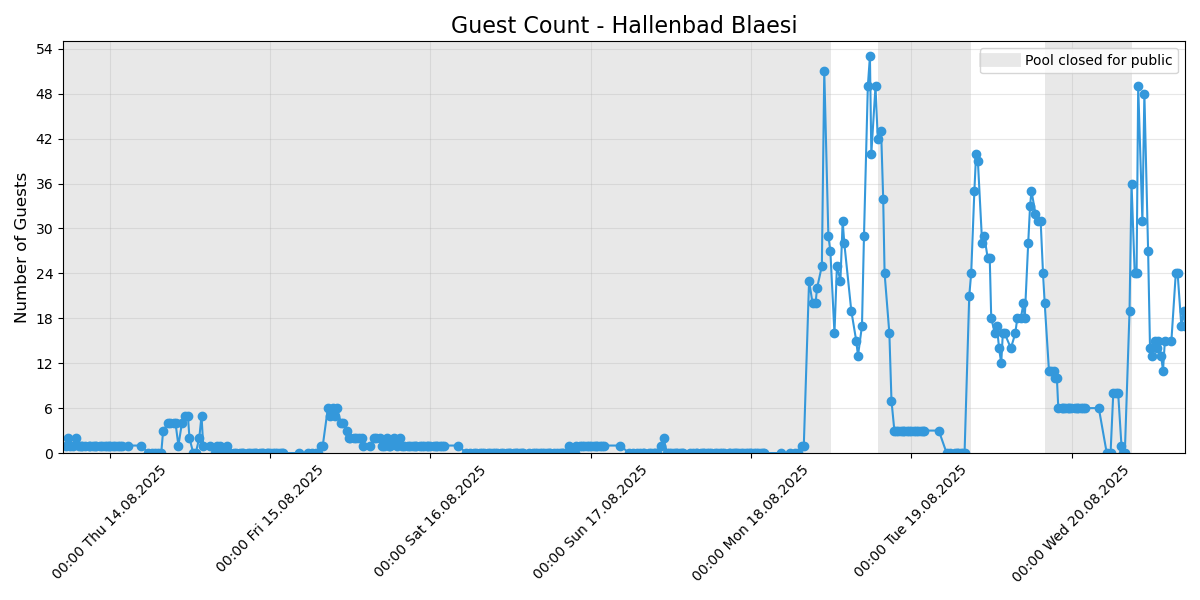 Guest Count - Hallenbad Blaesi
Pool closed for public
Number of Guests
54
48
42
36
30
24
18
12
6
0
00:00 Thu 14.08.2025
00:00 Fri 15.08.2025
00:00 Sat 16.08.2025
00:00 Sun 17.08.2025
00:00 Mon 18.08.2025
00:00 Tue 19.08.2025
00:00 Wed 20.08.2025